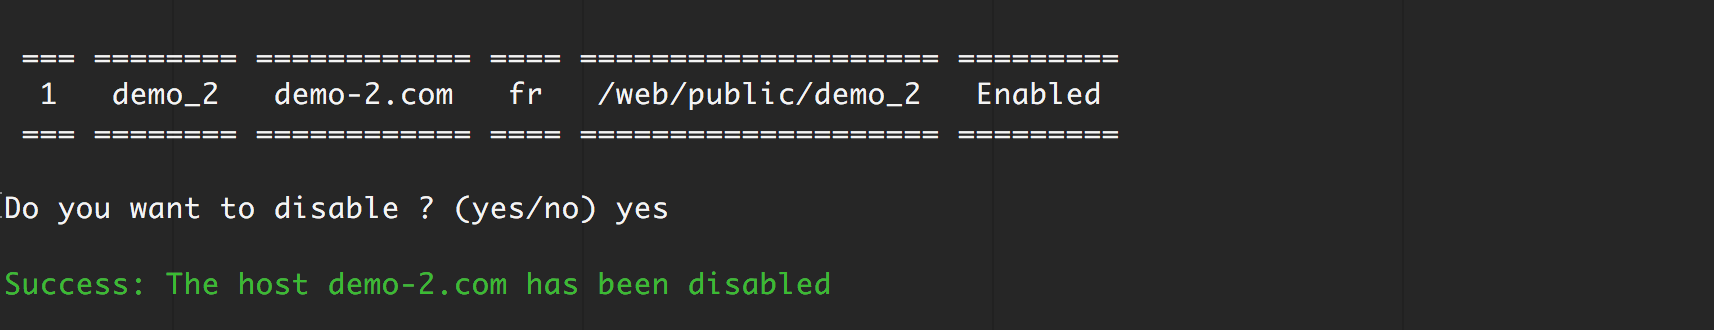 === ======== ============ ==== ==================== =========
1 demo_2 demo-2.com fr /web/public/demo_2 Enabled
=== ======== ============ ==== ==================== =========
Do you want to disable ? (yes/no) yes
Success: The host demo-2.com has been disabled